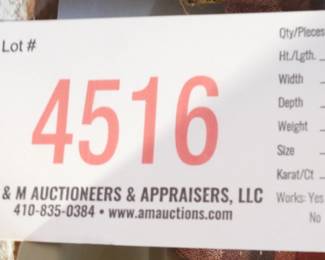 Lot #
4516
& M AUCTIONEERS & APPRAISERS, LLC
410-835-0384 • www.amauctions.com
Qty/Pieces
Ht./Lgth.
Width
Depth
Weight
Size
Karat/Ct
Works: Yes
No